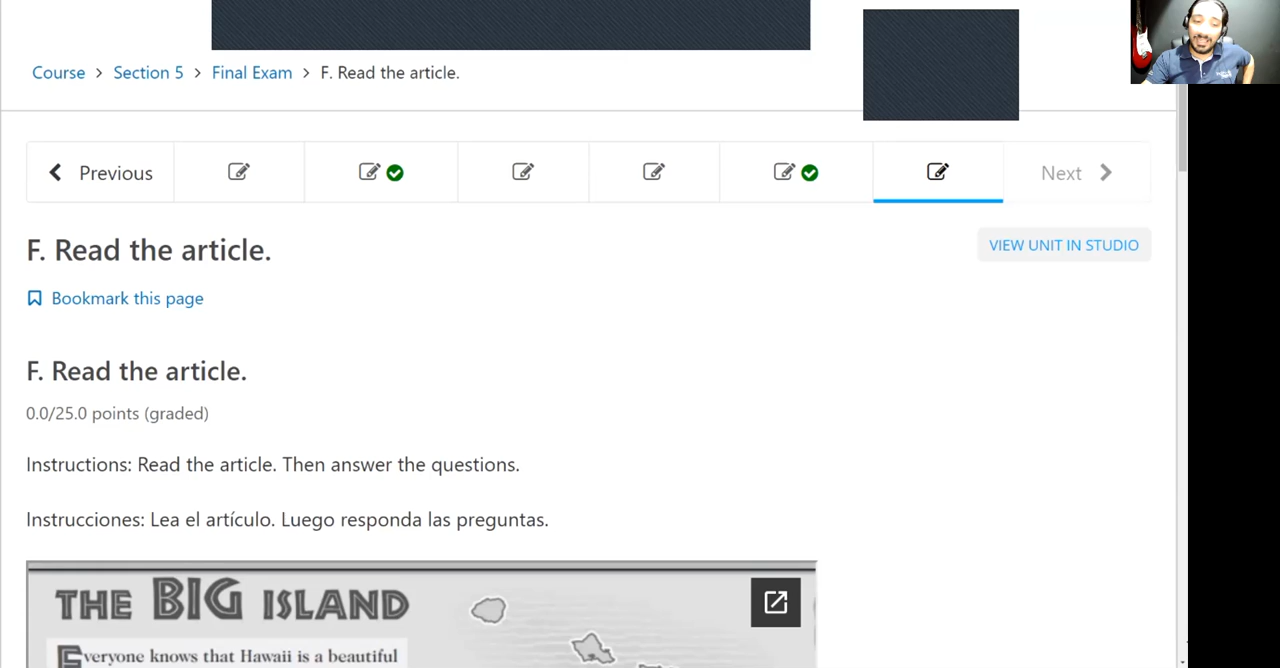 Course > Section 5 > Final Exam > F. Read the article.
Previous
Next
F. Read the article.
VIEW UNIT IN STUDIO
Bookmark this page
F. Read the article.
0.0/25.0 points (graded)
Instructions: Read the article. Then answer the questions.
Instrucciones: Lea el artículo. Luego responda las preguntas.
THE BIG ISLAND
Everyone knows that Hawaii is a beautiful